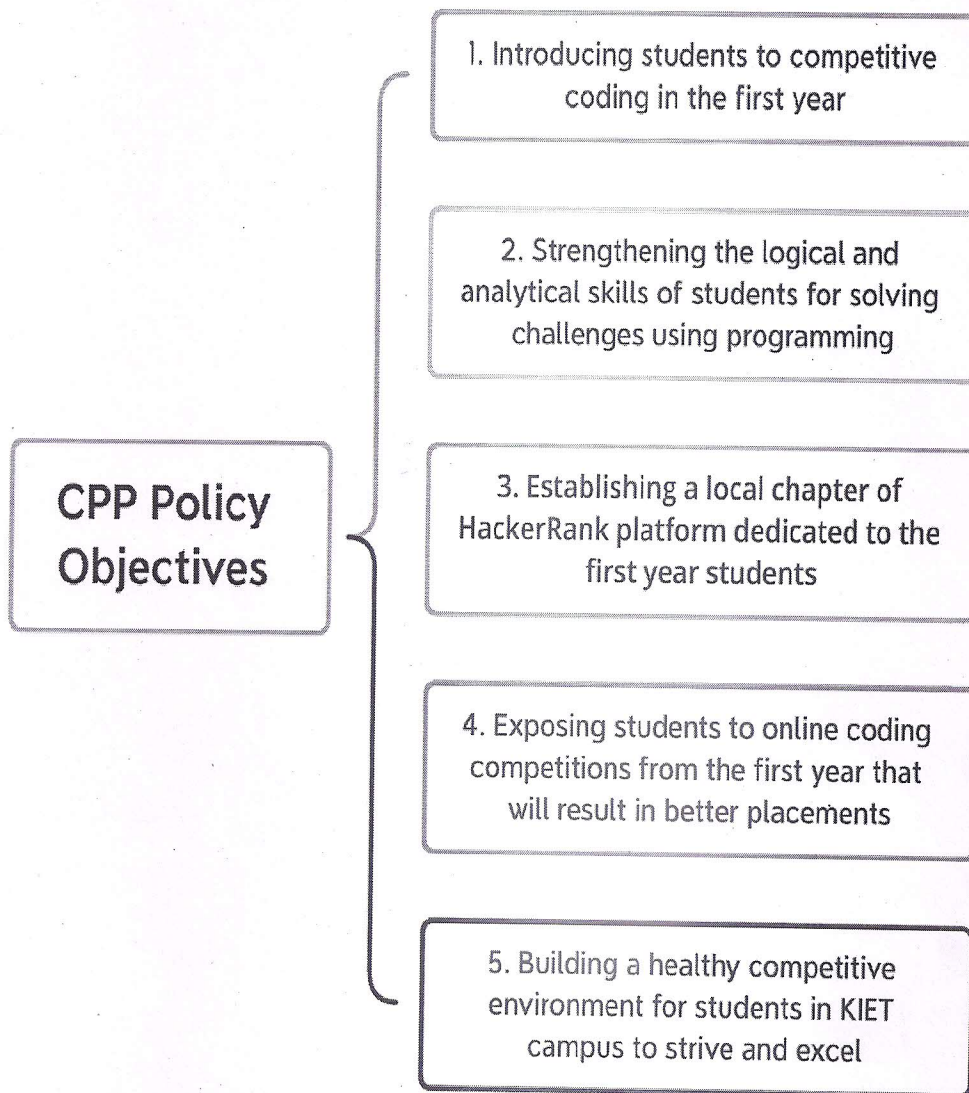 CPP Policy
Objectives
1. Introducing students to competitive
coding in the first year
2. Strengthening the logical and
analytical skills of students for solving
challenges using programming
3. Establishing a local chapter of
HackerRank platform dedicated to the
first year students
4. Exposing students to online coding
competitions from the first year that
will result in better placements
5. Building a healthy competitive
environment for students in KIET
campus to strive and excel